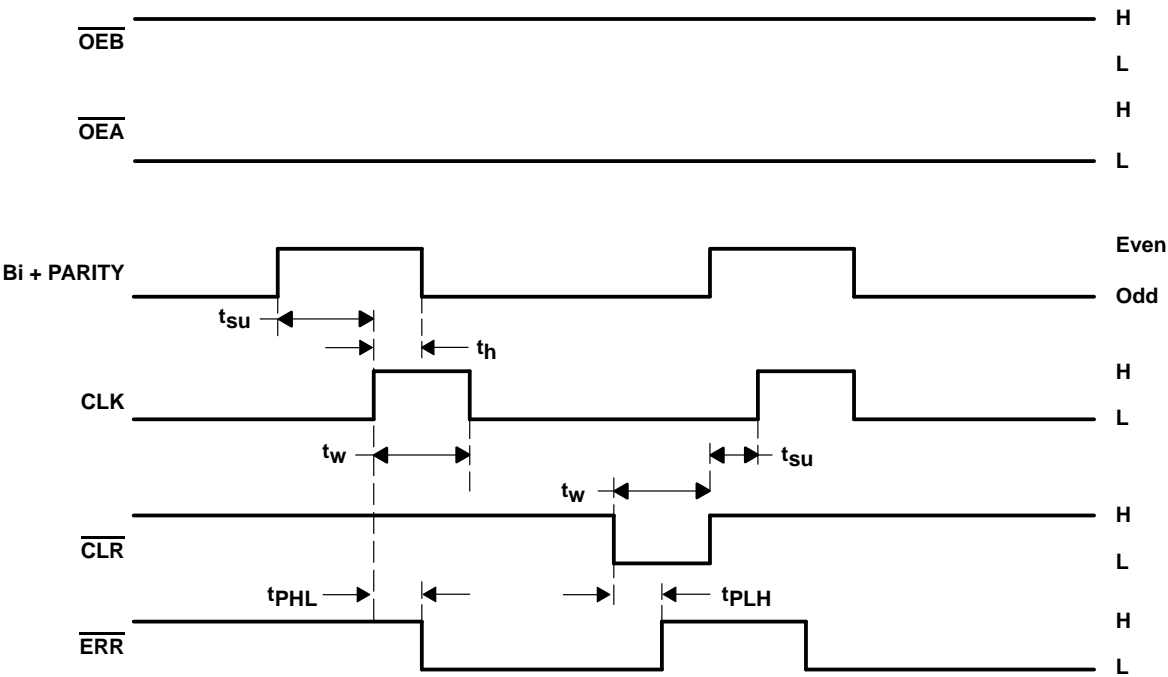 H
OEB
L
H
OEA
L
Even
Bi + PARITY
Odd
tsu
th
H
CLK
L
tw
tsu
tw
H
CLR
L
tPHL
tPLH
H
ERR
L